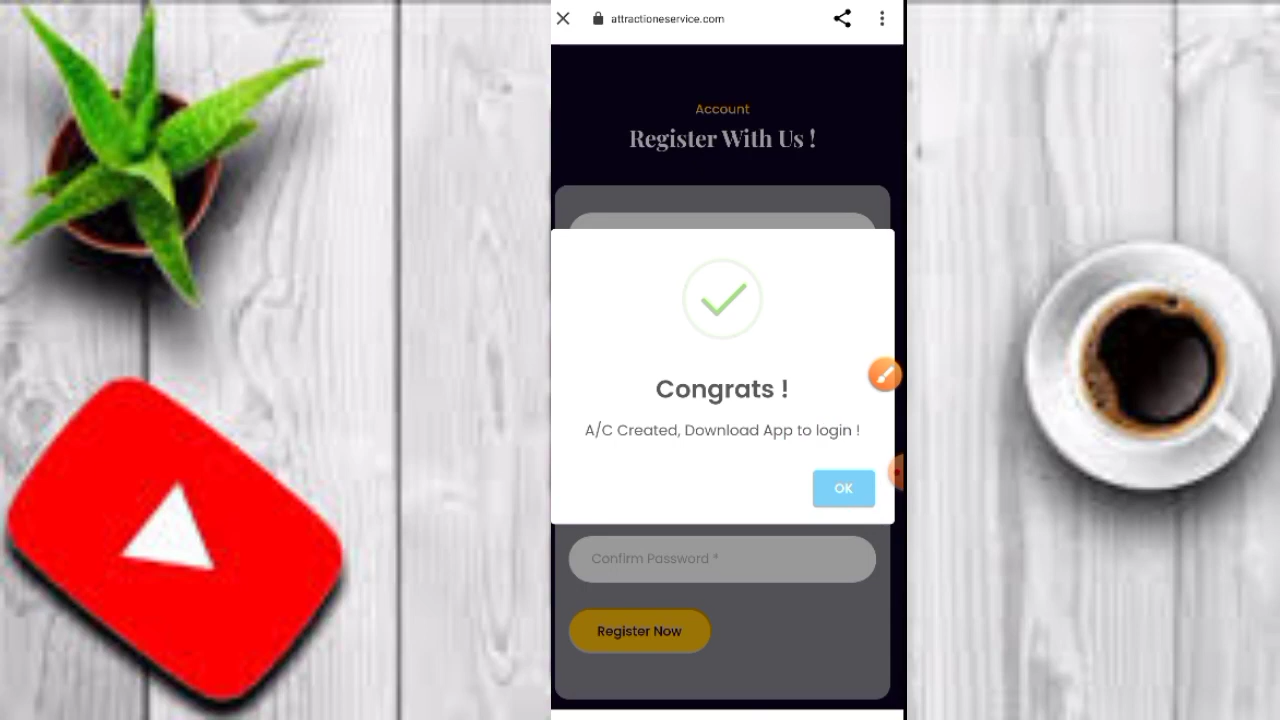 attractioneservice.com
Account
Register With Us !
Congrats !
A/C Created, Download App to login !
OK
Confirm Password *
Register Now